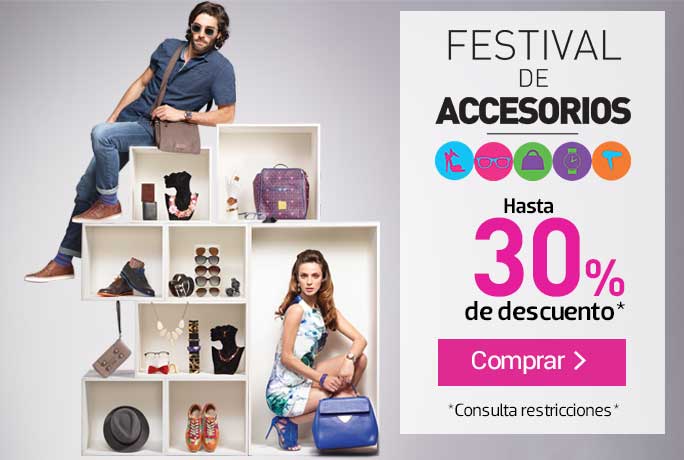 FESTIVAL
DE
ACCESORIOS
Hasta
30%
de descuento*
Comprar >
*Consulta restricciones*